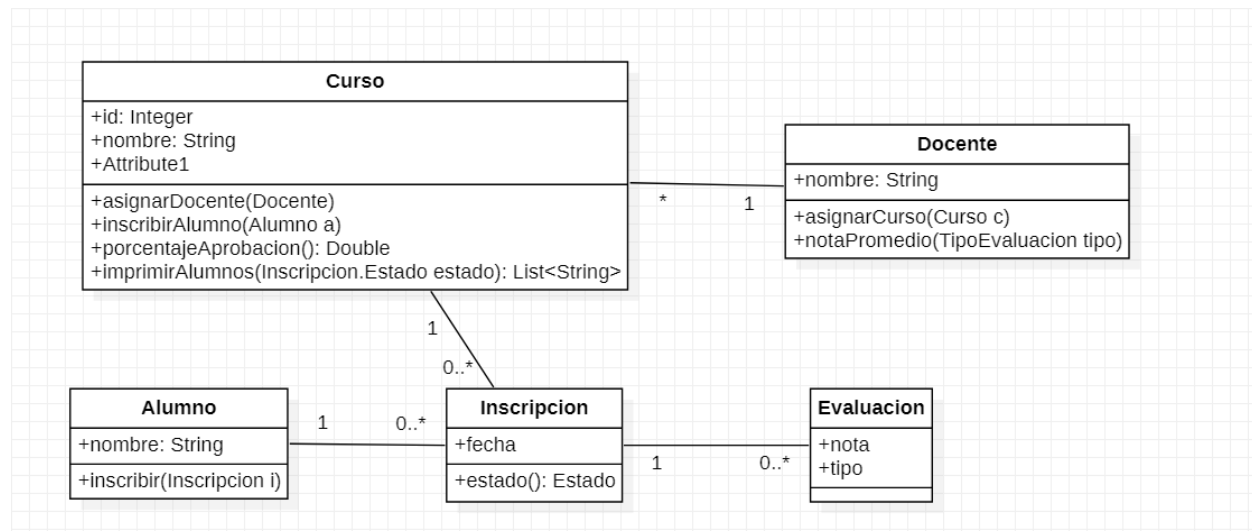 Curso
+id: Integer
+nombre: String
+Attribute1
+asignarDocente(Docente)
+inscribirAlumno(Alumno a)
+porcentajeAprobacion(): Double
+imprimirAlumnos(Inscripcion.Estado estado): List<String>
*
1
Docente
+nombre: String
+asignarCurso(Curso c)
+notaPromedio(TipoEvaluacion tipo)
1
0..*
Alumno
+nombre: String
+inscribir(Inscripcion i)
1
0..*
Inscripcion
+fecha
+estado(): Estado
1
0..*
Evaluacion
+nota
+tipo